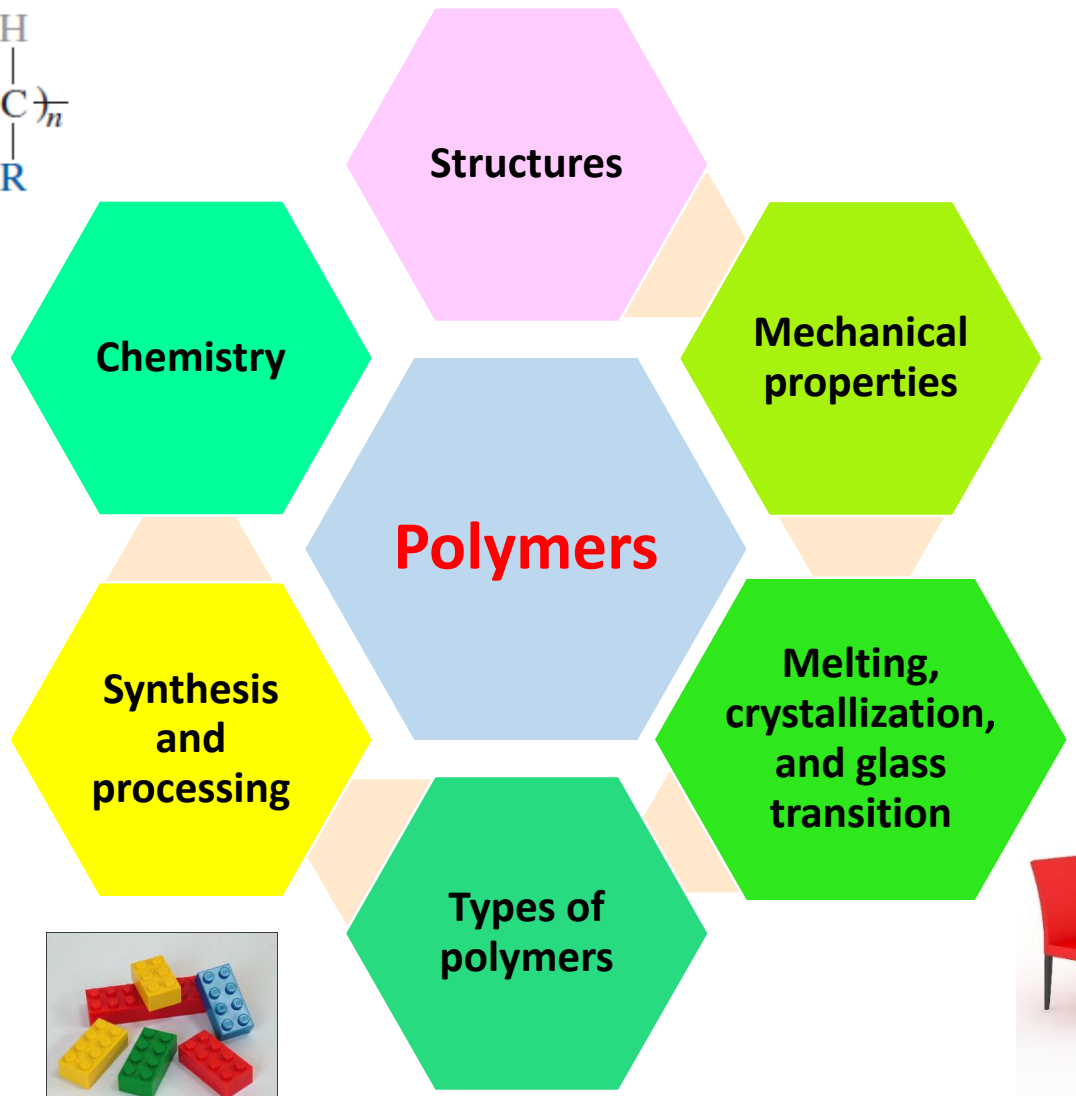 H
C)n
R
Structures
Chemistry
Mechanical
properties
Polymers
Synthesis
and
processing
Melting,
crystallization,
and glass
transition
Types of
polymers